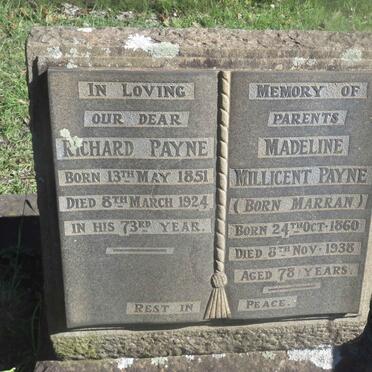 IN LOVING
OUR DEAR
RICHARD PAYNE
BORN 13TH MAY 1851
DIED 8TH MARCH 1924
IN HIS 73RD YEAR.
REST IN
MEMORY OF
PARENTS
MADELINE
MILLICENT PAYNE
(BORN MARRAN)
BORN 24TH OCT. 1860
DIED 8TH NOV. 1938
AGED 78 YEARS.
PEACE.